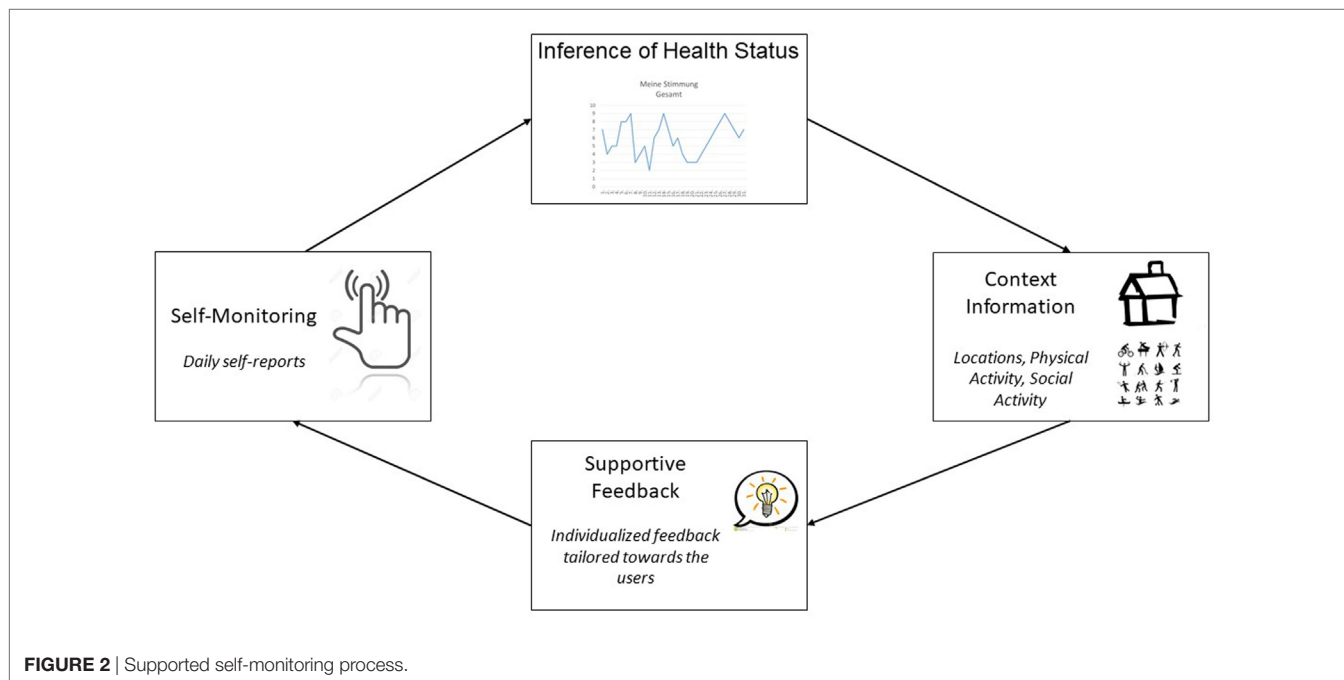 Inference of Health Status
Meine Stimmung
Gesamt
10
9
8
7
6
5
4
3
2
1
0
Self-Monitoring
Daily self-reports
Context
Information
Locations, Physical
Activity, Social
Activity
Supportive
Feedback
Individualized feedback
tailored towards the
users
FIGURE 2 | Supported self-monitoring process.